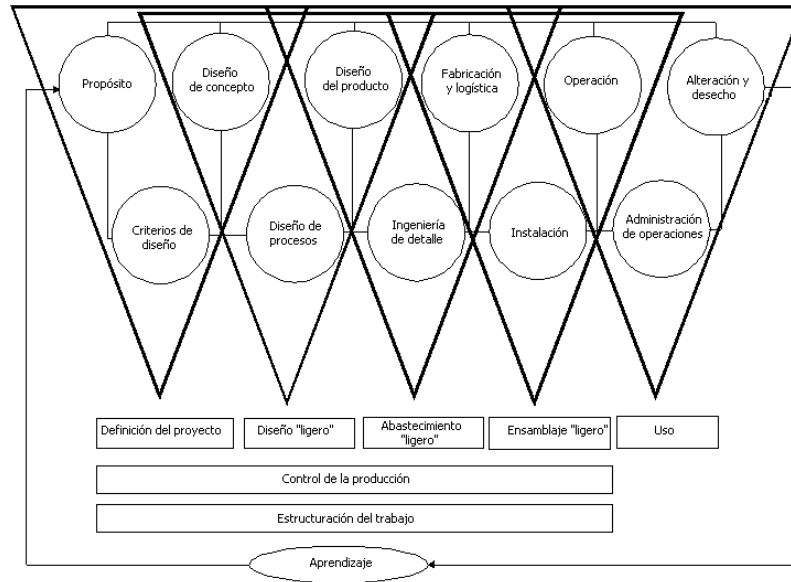 Propósito
Diseño
de concepto
Diseño
del producto
Fabricación
y logística
Operación
Alteración y
desecho
Criterios de
diseño
Diseño de
procesos
Ingeniería
de detalle
Instalación
Administración
de operaciones
Definición del proyecto
Diseño "ligero"
Abastecimiento
"ligero"
Ensamblaje "ligero"
Uso
Control de la producción
Estructuración del trabajo
Aprendizaje